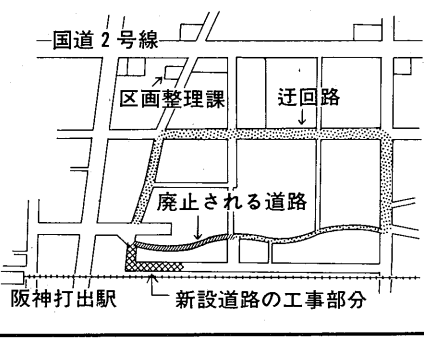 国道2号線
区画整理課
迂回路
廃止される道路
阪神打出駅
新設道路の工事部分